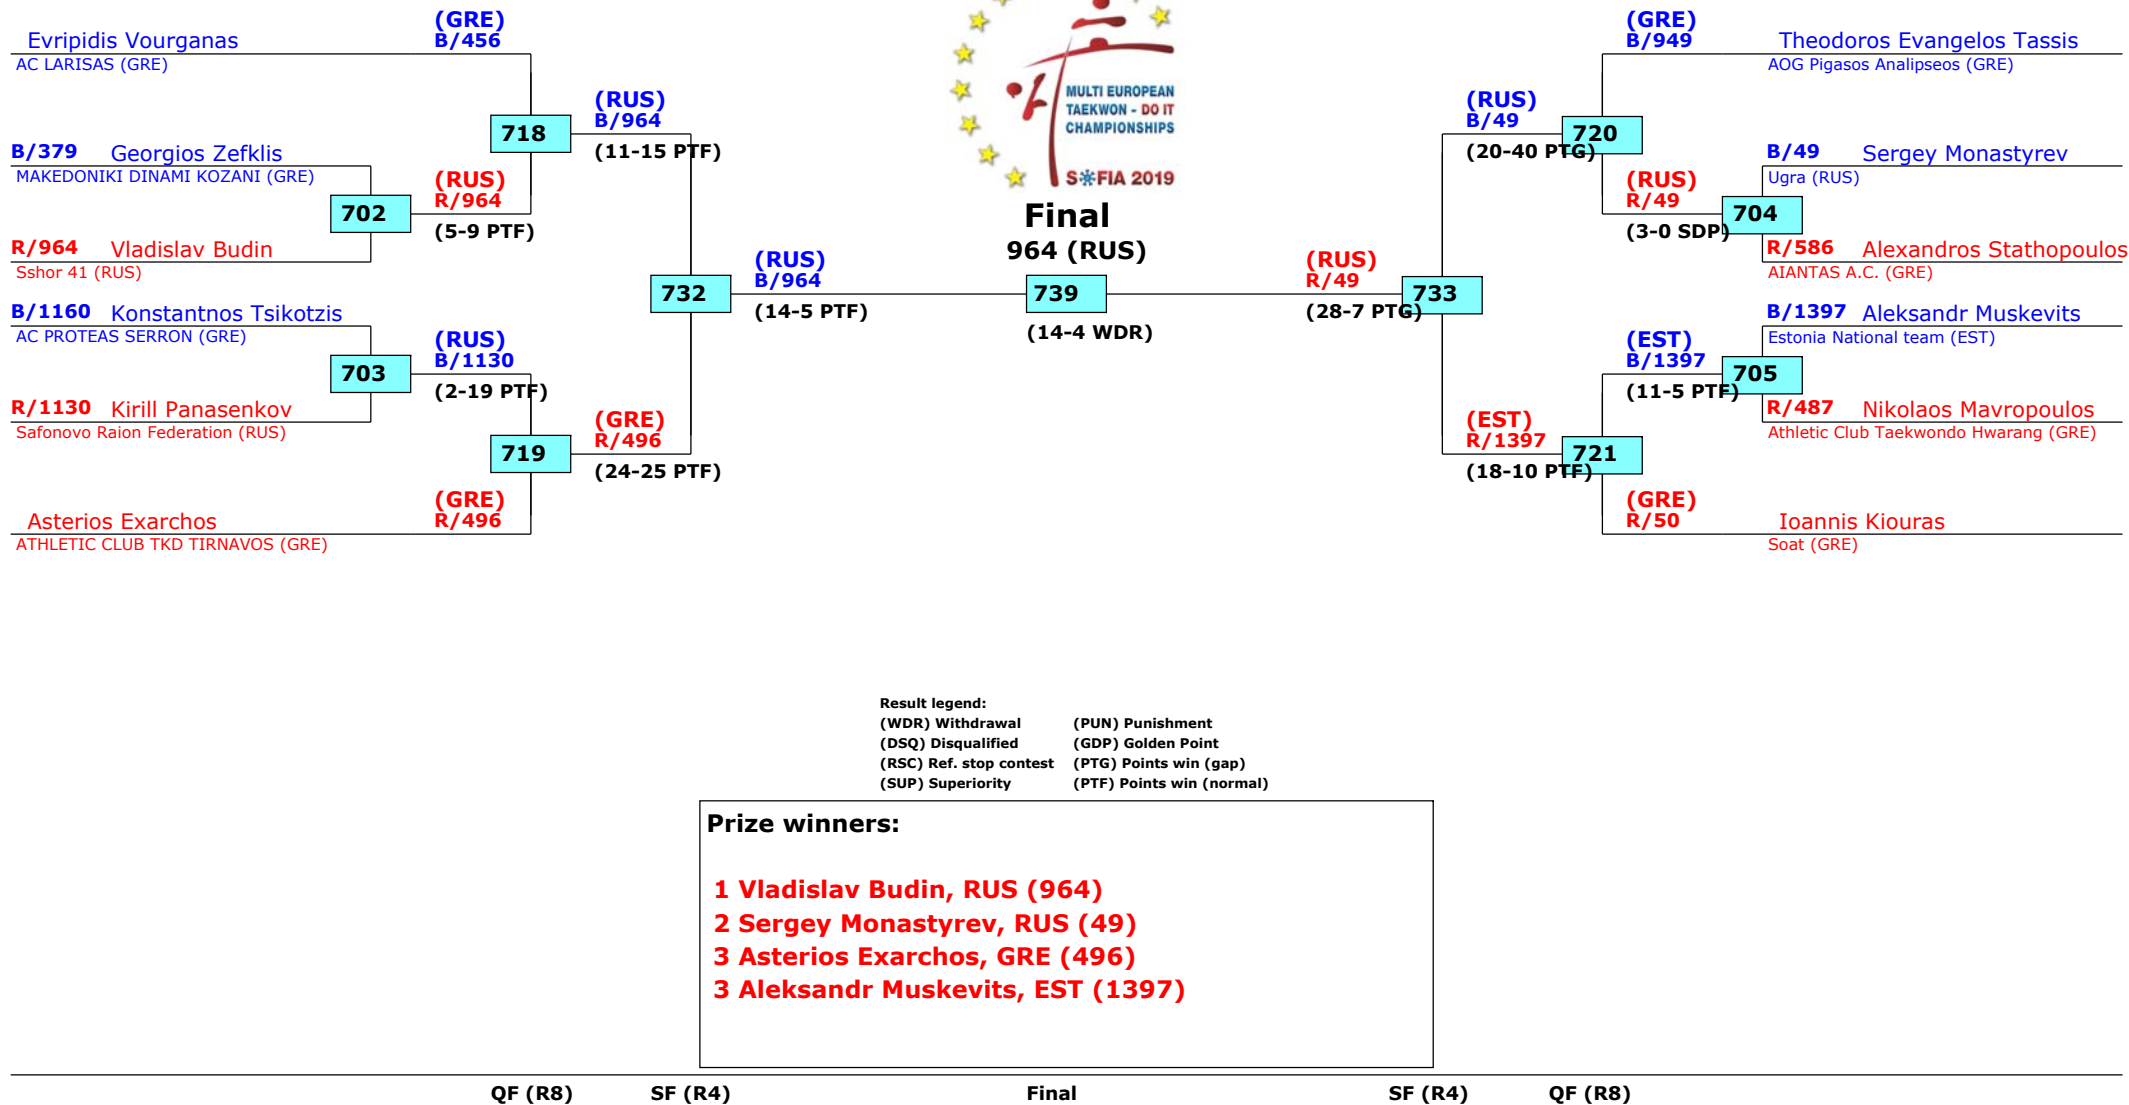 MULTI EUROPEAN
TAEKWON - DO IT
CHAMPIONSHIPS
S FIA 2019
Final
964 (RUS)
739
(14-4 WDR)
Evripidis Vourganas
AC LARISAS (GRE)
(GRE)
B/456
B/379 Georgios Zefklis
MAKEDONIKI DINAMI KOZANI (GRE)
702
R/964 Vladislav Budin
Sshor 41 (RUS)
(RUS)
R/964
(5-9 PTF)
718
(RUS)
B/964
(11-15 PTF)
B/1160 Konstantnos Tsikotzis
AC PROTEAS SERRON (GRE)
703
R/1130 Kirill Panasenkov
Safonovo Raion Federation (RUS)
(RUS)
B/1130
(2-19 PTF)
719
(GRE)
R/496
(24-25 PTF)
Asterios Exarchos
ATHLETIC CLUB TKD TIRNAVOS (GRE)
(GRE)
R/496
732
(RUS)
B/964
(14-5 PTF)
(RUS)
R/49
(28-7 PTG)
733
(RUS)
B/49
(20-40 PTG)
720
(GRE)
B/949
Theodoros Evangelos Tassis
AOG Pigasos Analipseos (GRE)
(RUS)
R/49
(3-0 SDP)
704
B/49 Sergey Monastyrev
Ugra (RUS)
R/586 Alexandros Stathopoulos
AIANTAS A.C. (GRE)
(EST)
R/1397
(18-10 PTF)
721
(EST)
B/1397
(11-5 PTF)
705
B/1397 Aleksandr Muskevits
Estonia National team (EST)
R/487 Nikolaos Mavropoulos
Athletic Club Taekwondo Hwarang (GRE)
(GRE)
R/50
Ioannis Kiouras
Soat (GRE)
Result legend:
(WDR) Withdrawal (PUN) Punishment
(DSQ) Disqualified (GDP) Golden Point
(RSC) Ref. stop contest (PTG) Points win (gap)
(SUP) Superiority (PTF) Points win (normal)
Prize winners:
1 Vladislav Budin, RUS (964)
2 Sergey Monastyrev, RUS (49)
3 Asterios Exarchos, GRE (496)
3 Aleksandr Muskevits, EST (1397)
QF (R8) SF (R4) Final SF (R4) QF (R8)